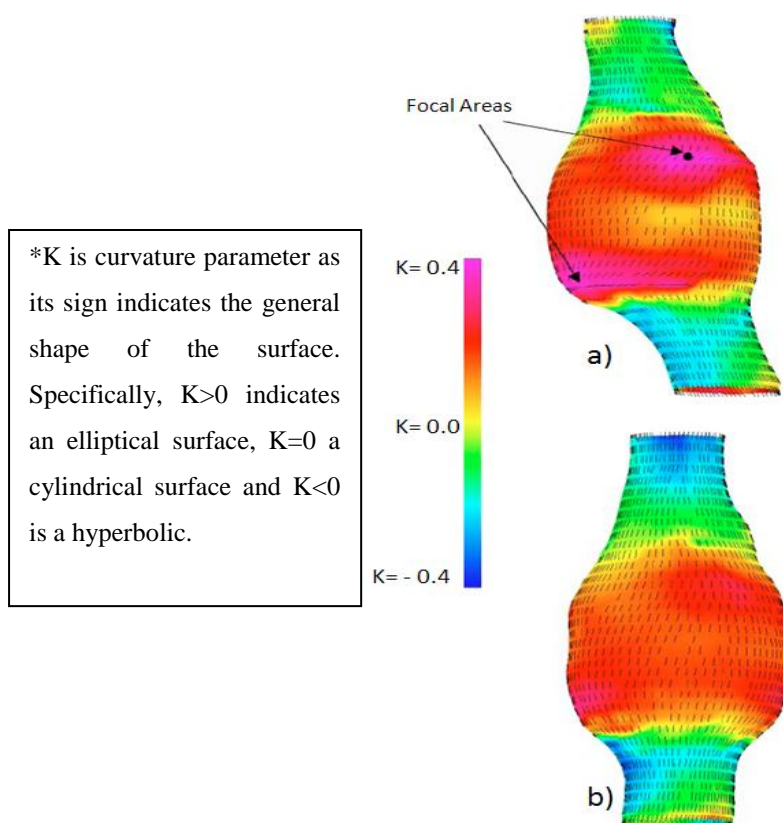 Focal Areas
*K is curvature parameter as
its sign indicates the general
shape of the surface.
Specifically, K>0 indicates
an elliptical surface, K=0 a
cylindrical surface and K<0
is a hyperbolic.
K= 0.4
K= 0.0
K= - 0.4
a)
b)